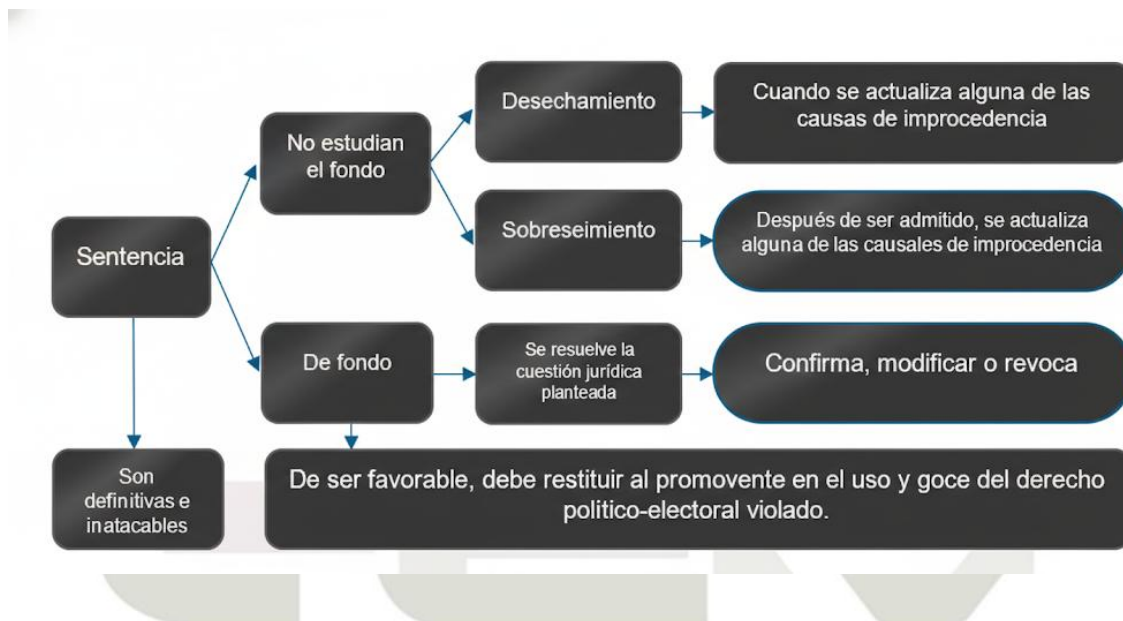 Desechamiento
Cuando se actualiza alguna de las
causas de improcedencia
No estudian
el fondo
Sobreseimiento
Después de ser admitido, se actualiza
alguna de las causales de improcedencia
Sentencia
De fondo
Se resuelve la
cuestión jurídica
planteada
Confirma, modificar o revoca
Son
definitivas e
inatacables
De ser favorable, debe restituir al promovente en el uso y goce del derecho
politico-electoral violado.